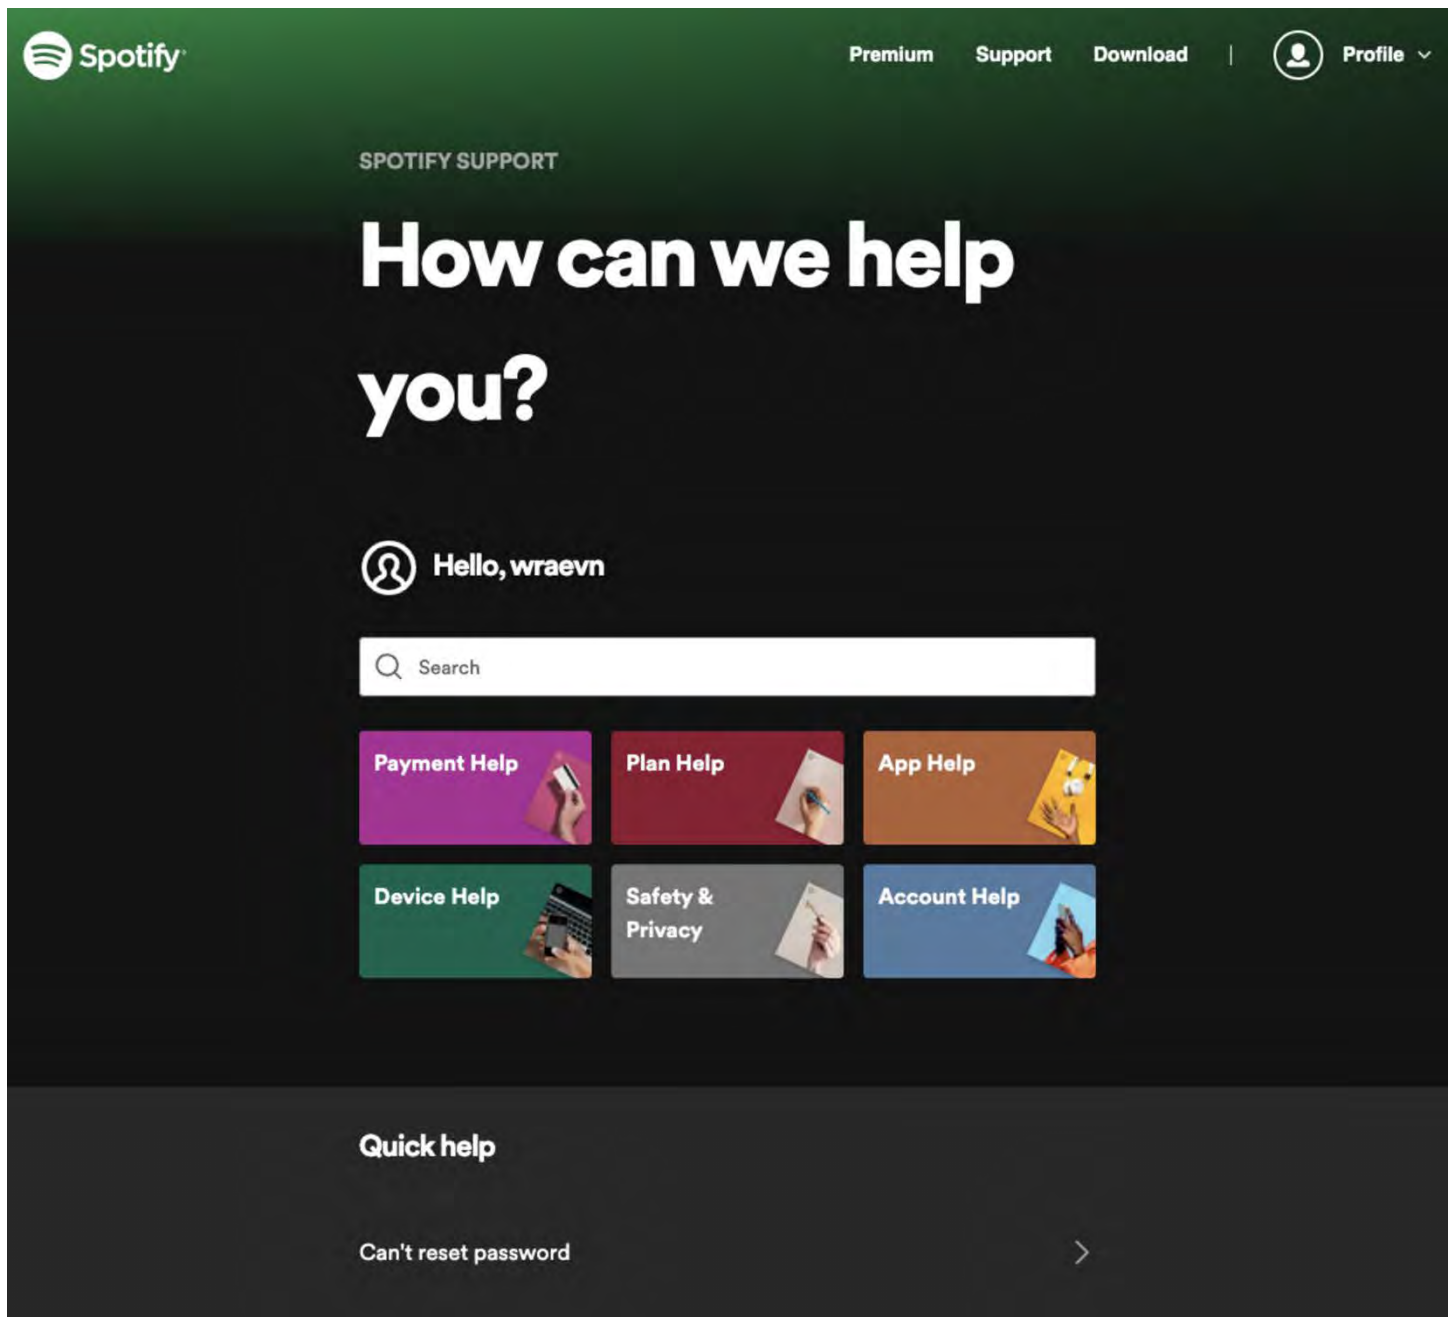 Spotify
Premium Support Download | Profile
SPOTIFY SUPPORT
How can we help
you?
Hello, wraevn
Search
Payment Help
Plan Help
App Help
Device Help
Safety &
Privacy
Account Help
Quick help
Can't reset password